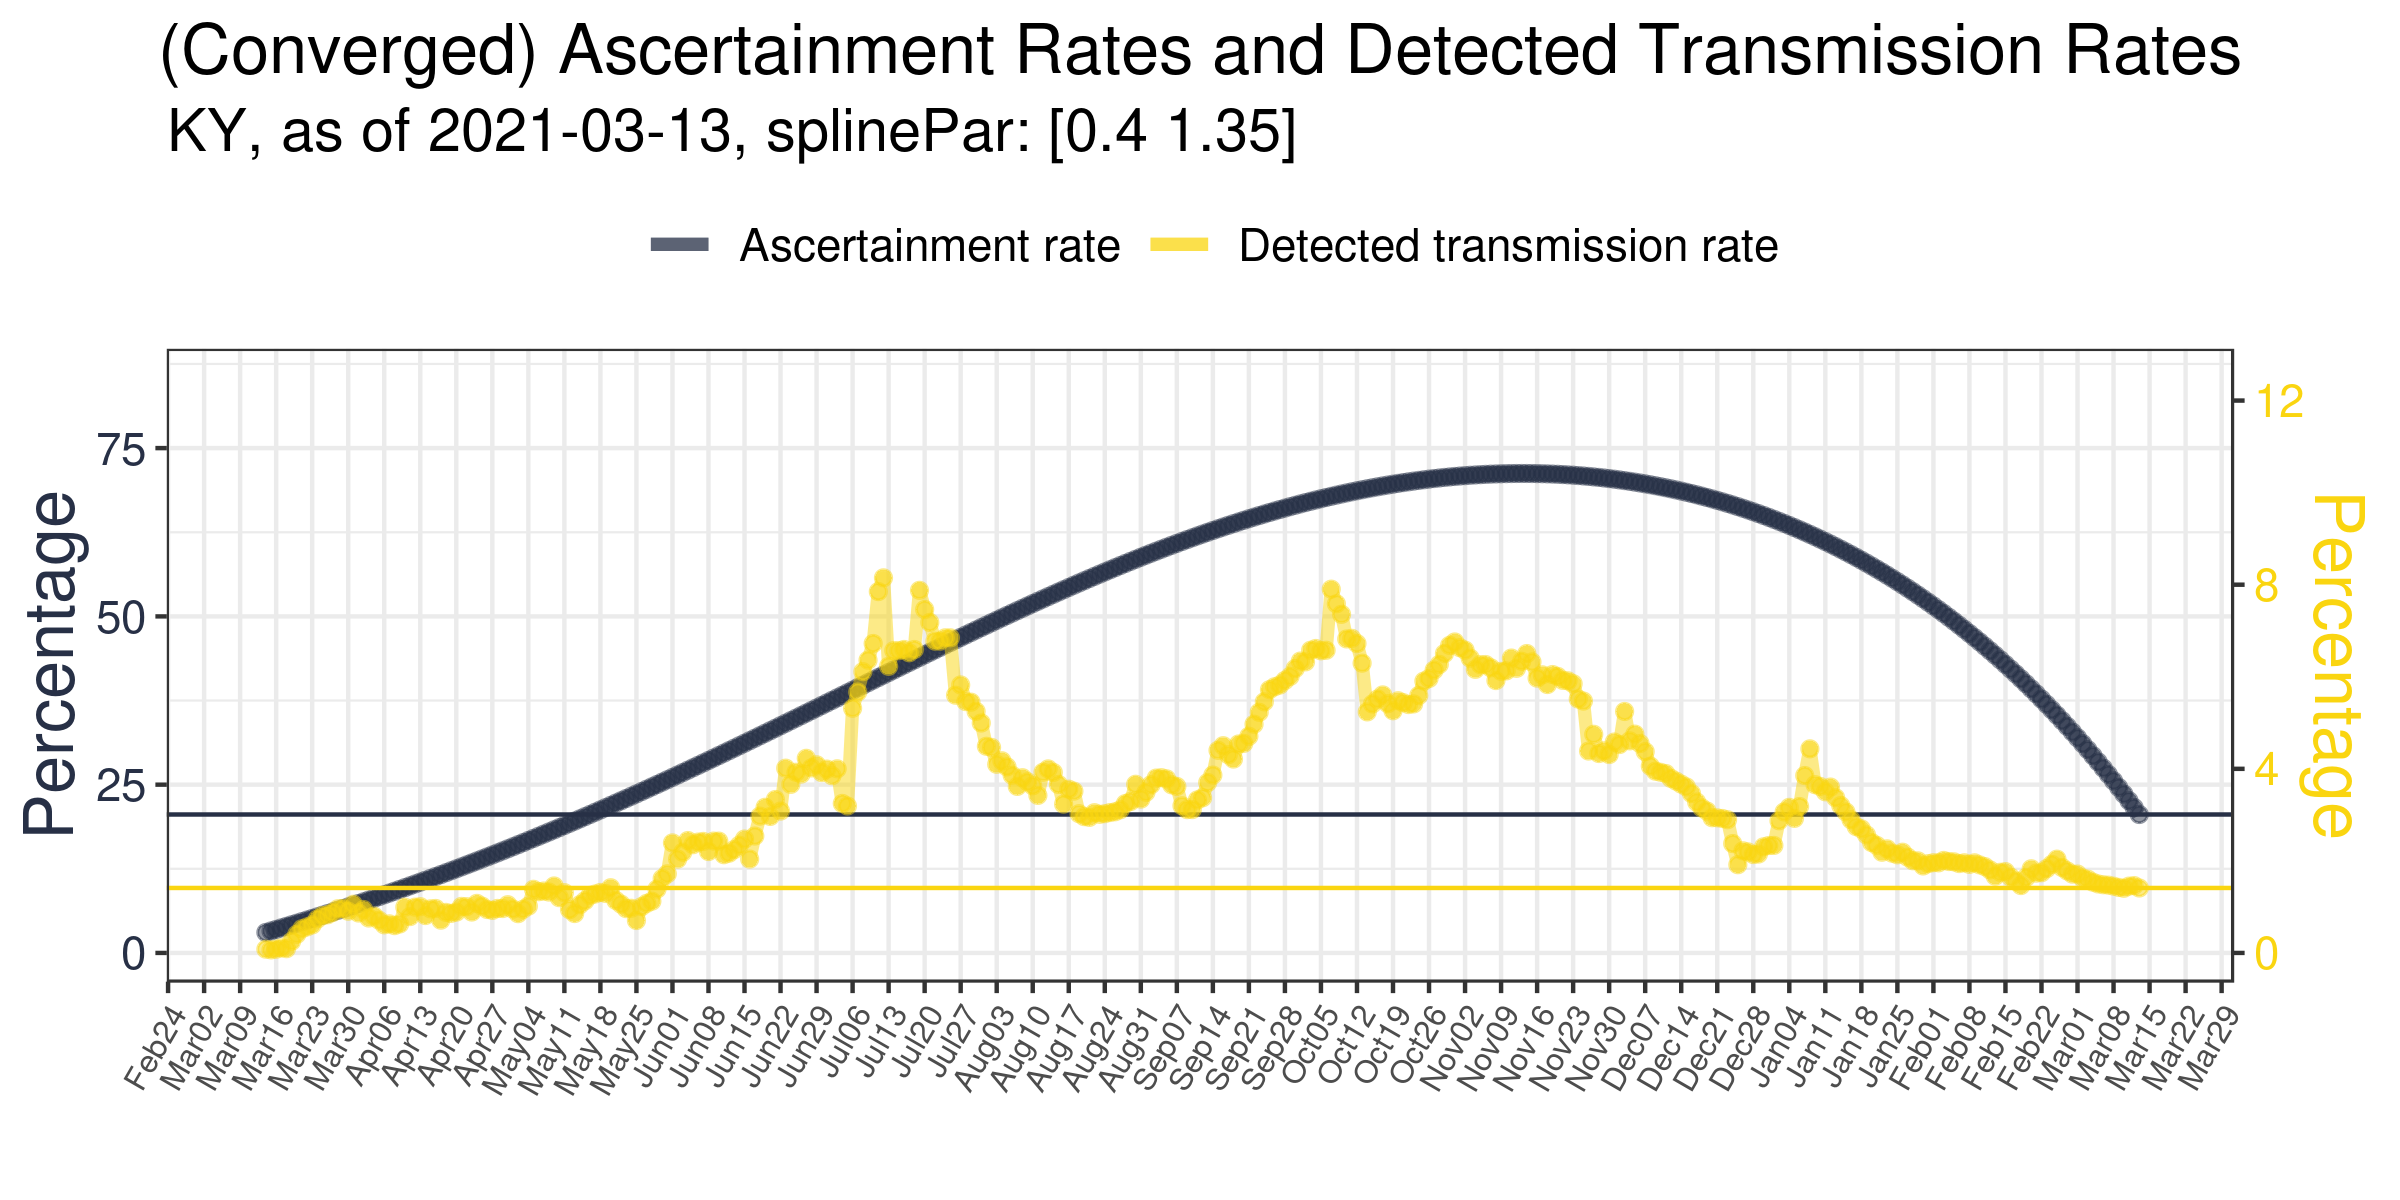 (Converged) Ascertainment Rates and Detected Transmission Rates
KY, as of 2021-03-13, splinePar: [0.4 1.35]
Ascertainment rate
Detected transmission rate
Percentage
75
50
25
0
12
8
4
0
Percentage
Feb24
Mar02
Mar09
Mar16
Mar23
Mar30
Apr06
Apr13
Apr20
Apr27
May04
May11
May18
May25
Jun01
Jun08
Jun15
Jun22
Jun29
Jul06
Jul13
Jul20
Jul27
Aug03
Aug10
Aug17
Aug24
Aug31
Sep07
Sep14
Sep21
Sep28
Oct05
Oct12
Oct19
Oct26
Nov02
Nov09
Nov16
Nov23
Nov30
Dec07
Dec14
Dec21
Dec28
Jan04
Jan11
Jan18
Jan25
Feb01
Feb08
Feb15
Feb22
Mar01
Mar08
Mar15
Mar22
Mar29